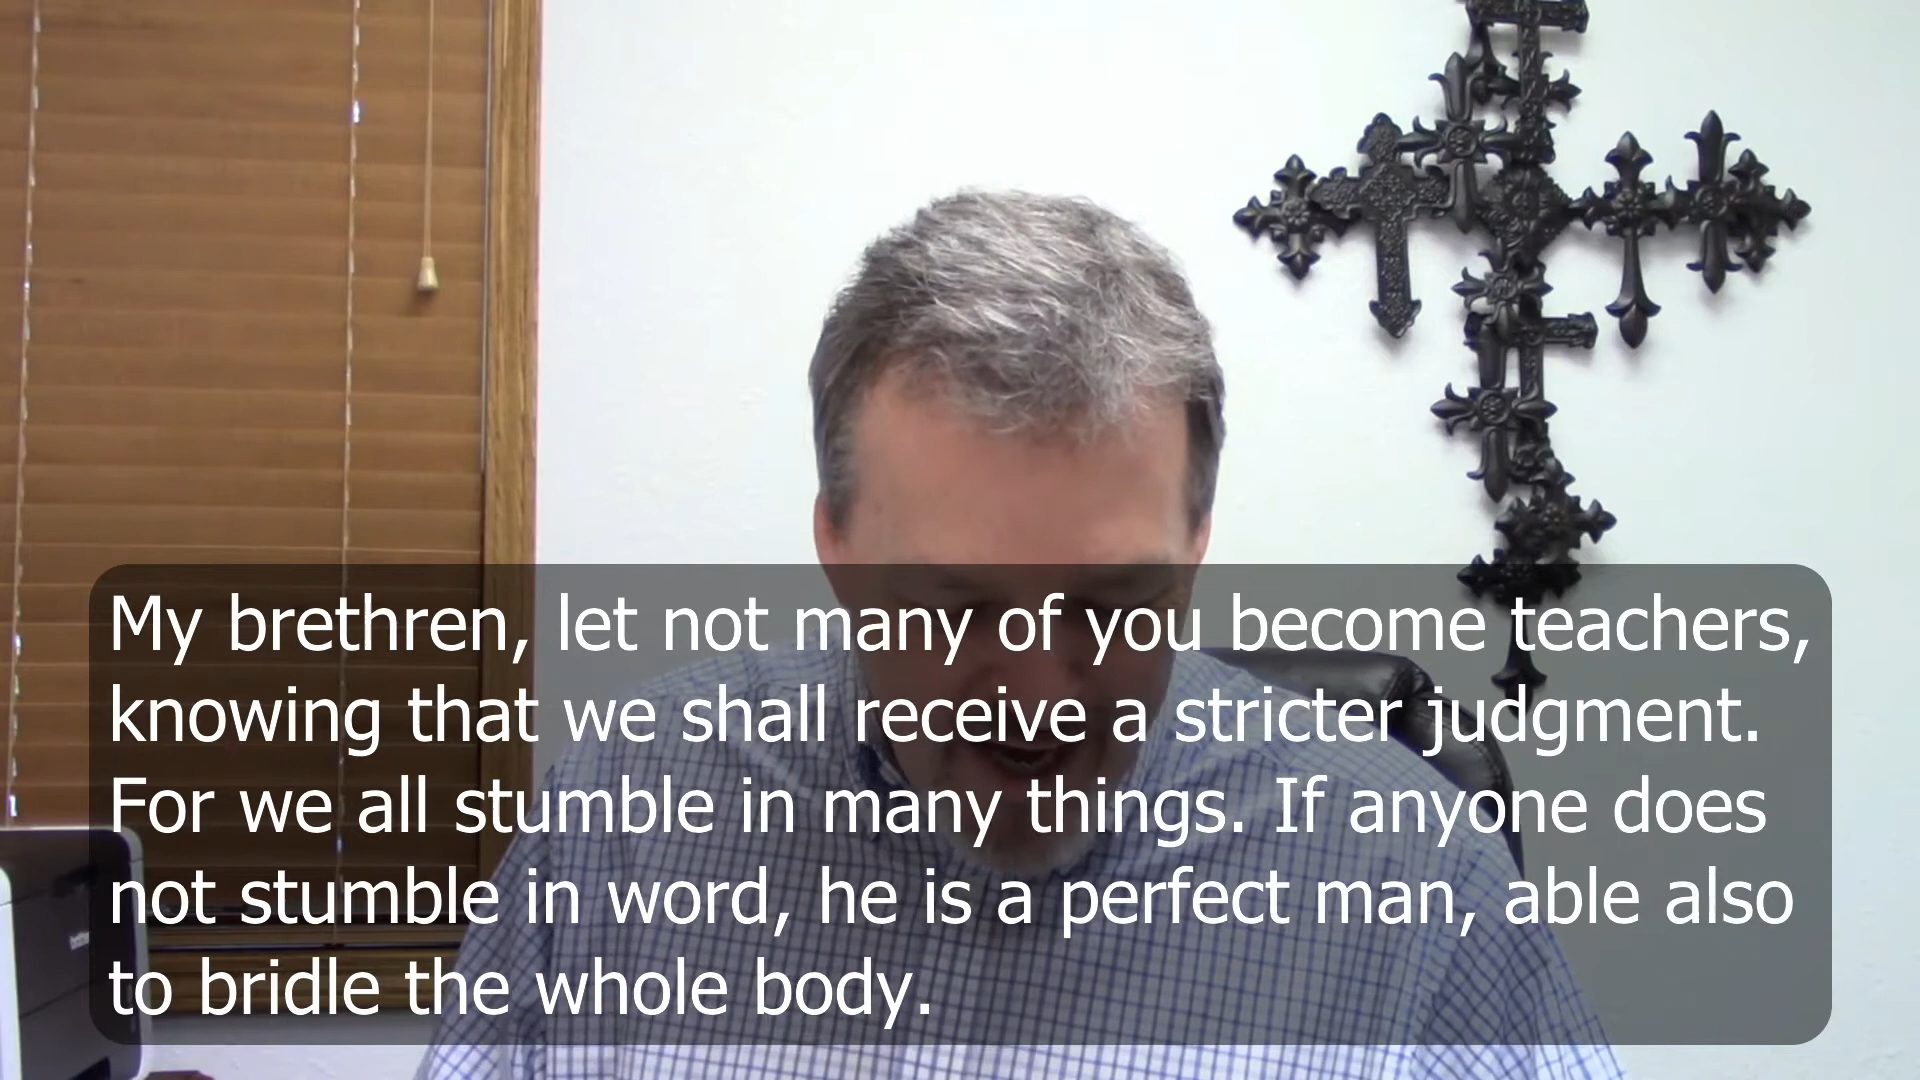 My brethren, let not many of you become teachers,
knowing that we shall receive a stricter judgment.
For we all stumble in many things. If anyone does
not stumble in word, he is a perfect man, able also
to bridle the whole body.